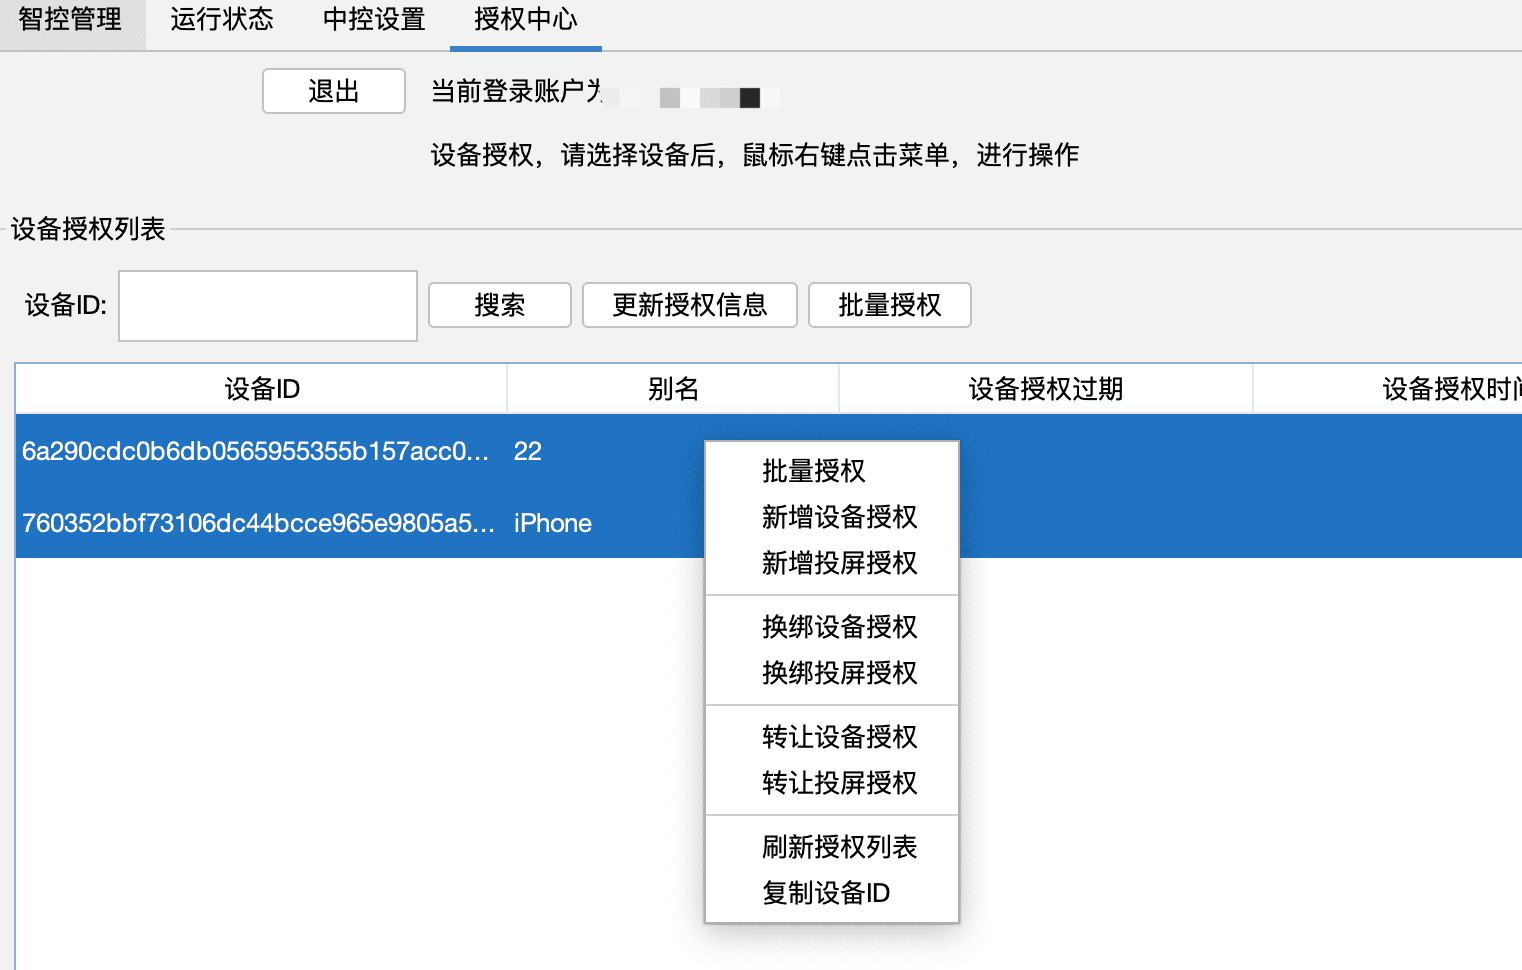 智控管理 运行状态 中控设置 授权中心
退出 当前登录账户为
设备授权，请选择设备后，鼠标右键点击菜单，进行操作
设备授权列表
设备ID: 搜索 更新授权信息 批量授权
设备ID 别名 设备授权过期 设备授权时间
6a290cdc0b6db0565955355b157acc0... 22
760352bbf73106dc44bcce965e9805a5... iPhone
批量授权
新增设备授权
新增投屏授权
换绑设备授权
换绑投屏授权
转让设备授权
转让投屏授权
刷新授权列表
复制设备ID